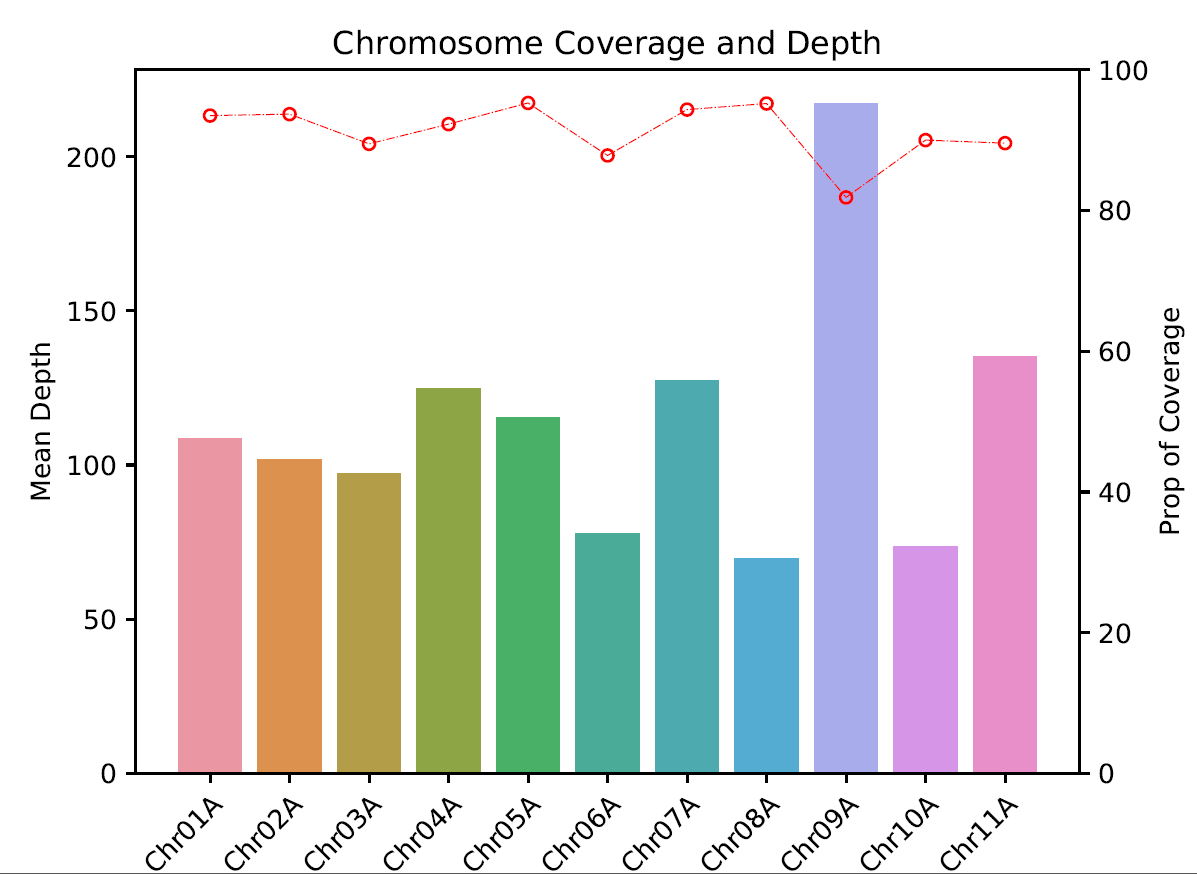 Chromosome Coverage and Depth
Mean Depth
200
150
100
50
0
100
80
60
40
20
0
Prop of Coverage
Chr01A
Chr02A
Chr03A
Chr04A
Chr05A
Chr06A
Chr07A
Chr08A
Chr09A
Chr10A
Chr11A